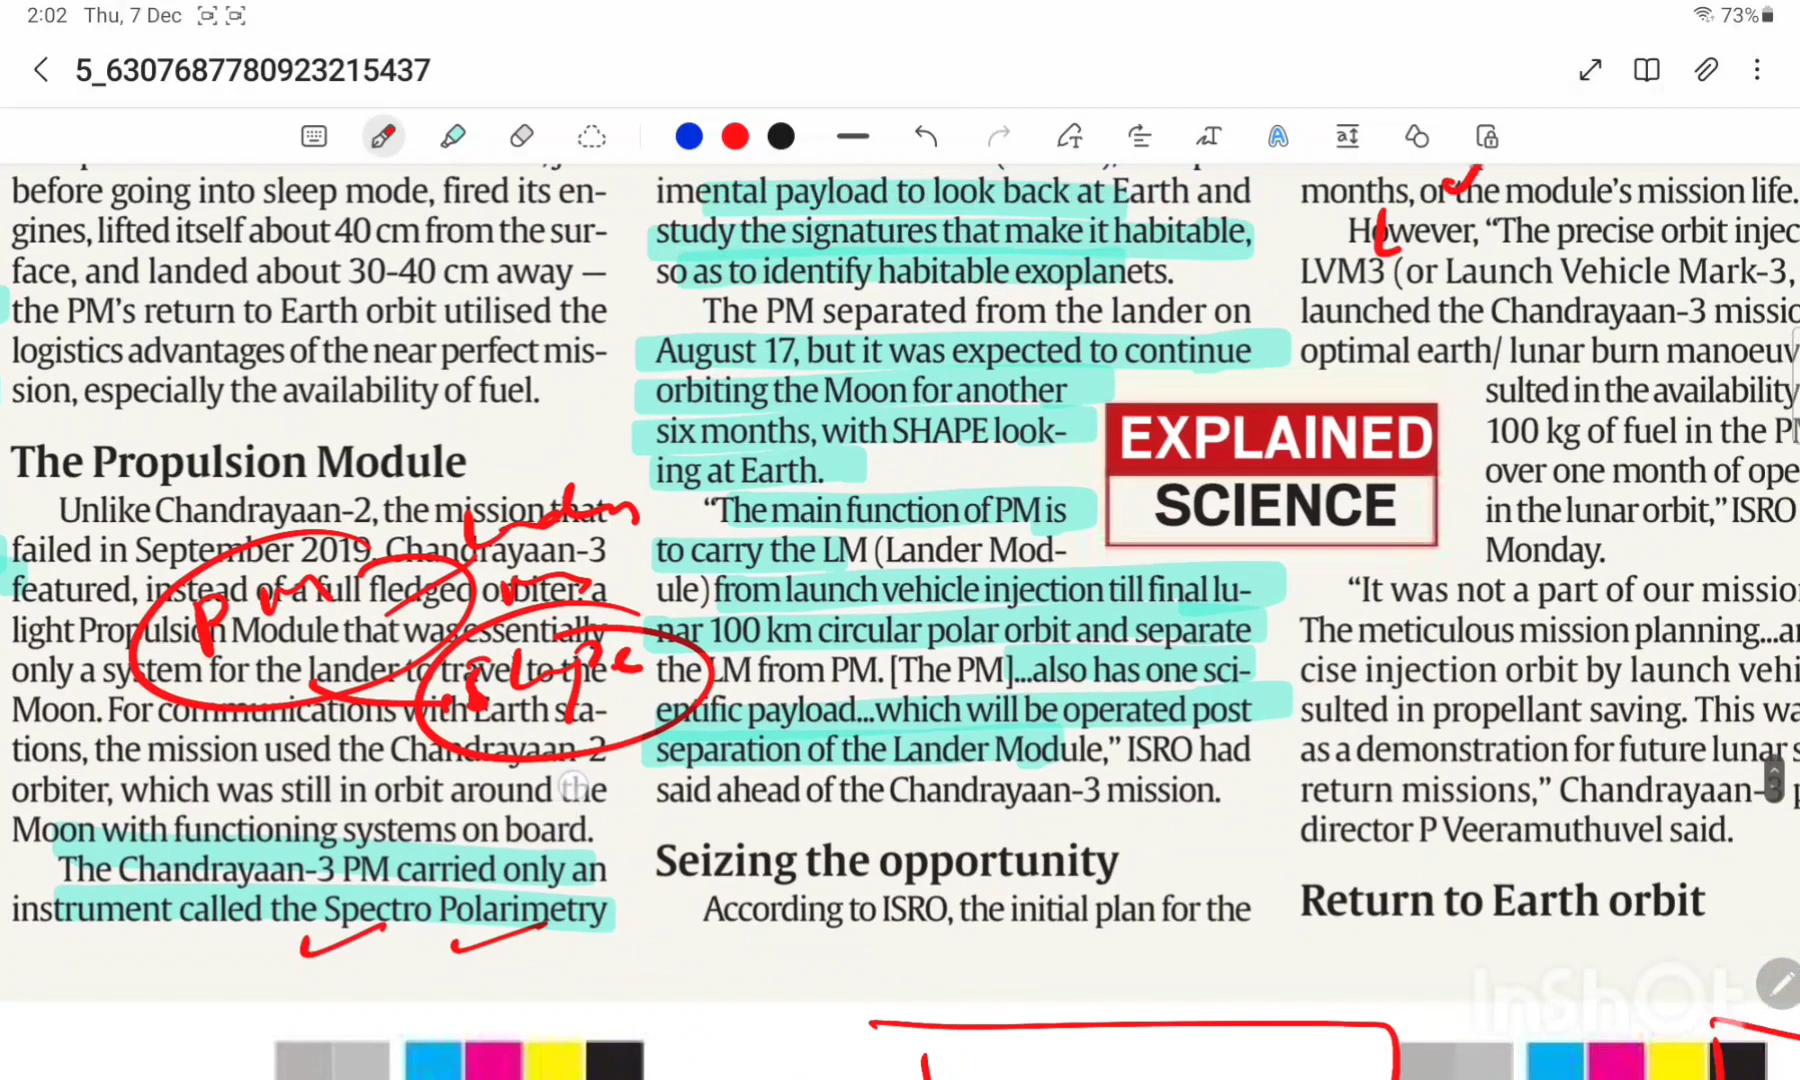 2:02 Thu, 7 Dec
73%
5_6307687780923215437
before going into sleep mode, fired its en-
gines, lifted itself about 40 cm from the sur-
face, and landed about 30-40 cm away —
the PM's return to Earth orbit utilised the
logistics advantages of the near perfect mis-
sion, especially the availability of fuel.
The Propulsion Module
Unlike Chandrayaan-2, the mission that
failed in September 2019, Chandrayaan-3
featured, instead of a full fledged orbiter, a
light Propulsion Module that was essentially
only a system for the lander to travel to the
Moon. For communications with Earth sta-
tions, the mission used the Chandrayaan-2
orbiter, which was still in orbit around the
Moon with functioning systems on board.
The Chandrayaan-3 PM carried only an
instrument called the Spectro Polarimetry
Lander
PM
m
shape
imental payload to look back at Earth and
study the signatures that make it habitable,
so as to identify habitable exoplanets.
The PM separated from the lander on
August 17, but it was expected to continue
orbiting the Moon for another
six months, with SHAPE look-
ing at Earth.
"The main function of PM is
to carry the LM (Lander Mod-
ule) from launch vehicle injection till final lu-
nar 100 km circular polar orbit and separate
the LM from PM. [The PM]...also has one sci-
entific payload...which will be operated post
separation of the Lander Module," ISRO had
said ahead of the Chandrayaan-3 mission.
Seizing the opportunity
According to ISRO, the initial plan for the
EXPLAINED
SCIENCE
months, or the module's mission life.
However, "The precise orbit injec
LVM3 (or Launch Vehicle Mark-3,
launched the Chandrayaan-3 missio
optimal earth/ lunar burn manoeuv
sulted in the availability
100 kg of fuel in the PM
over one month of ope
in the lunar orbit," ISRO
Monday.
"It was not a part of our mission
The meticulous mission planning...an
cise injection orbit by launch vehi
sulted in propellant saving. This wa
as a demonstration for future lunar s
return missions," Chandrayaan-3 p
director P Veeramuthuvel said.
Return to Earth orbit
InShOt